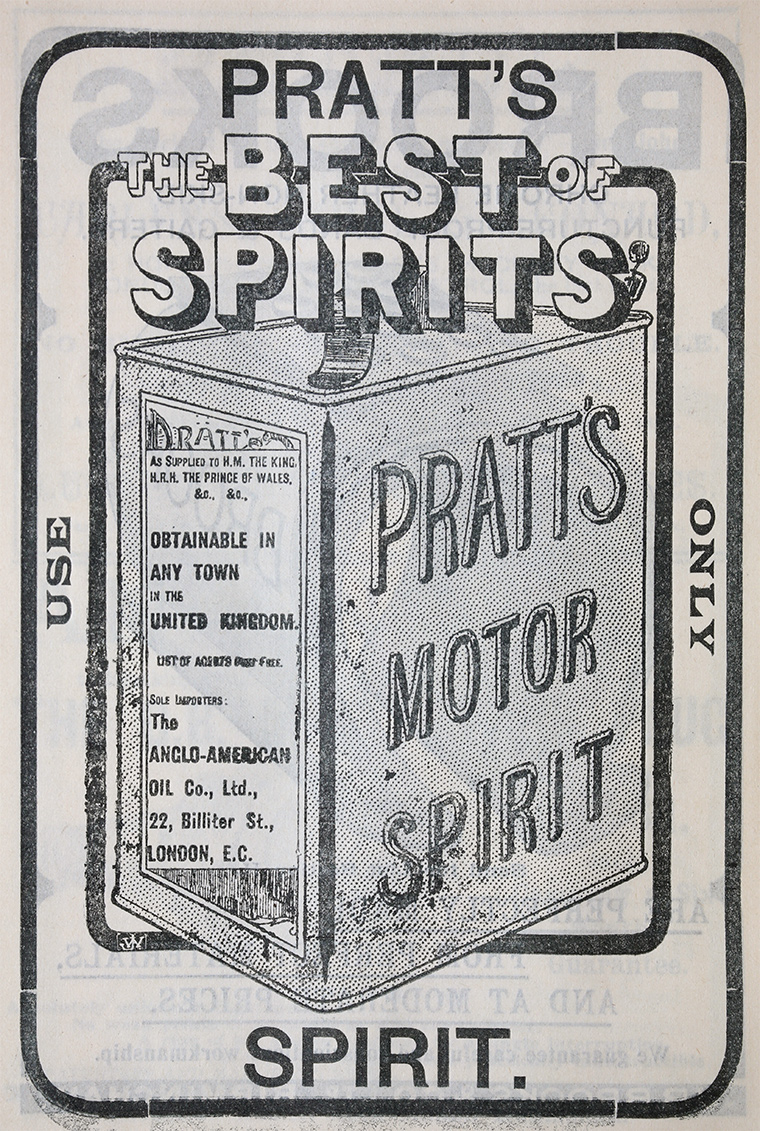 PRATT'S
THE BEST OF
SPIRITS
USE
ONLY
PRATT'S
AS SUPPLIED TO H.M. THE KING,
H.R.H. THE PRINCE OF WALES,
&c., &c.,
OBTAINABLE IN
ANY TOWN
IN THE
UNITED KINGDOM.
LIST OF AGENTS POST FREE.
SOLE IMPORTERS:
The
ANGLO-AMERICAN
OIL Co., Ltd.,
22, Billiter St.,
LONDON, E.C.
PRATT'S
MOTOR
SPIRIT
W
SPIRIT.